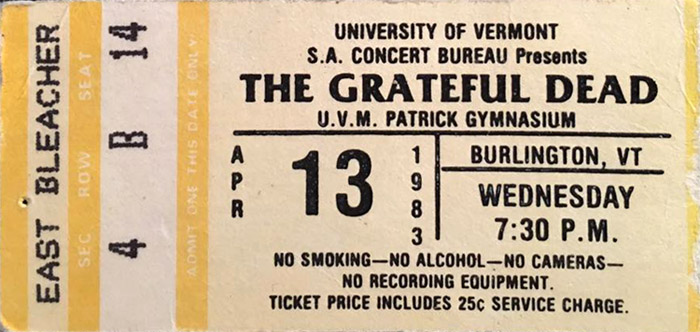 EAST BLEACHER
SEC ROW SEAT
4 B 14
ADMIT ONE THIS DATE ONLY
UNIVERSITY OF VERMONT
S.A. CONCERT BUREAU Presents
THE GRATEFUL DEAD
U.V.M. PATRICK GYMNASIUM
APR 13 1983
BURLINGTON, VT
WEDNESDAY
7:30 P.M.
NO SMOKING—NO ALCOHOL—NO CAMERAS—
NO RECORDING EQUIPMENT.
TICKET PRICE INCLUDES 25¢ SERVICE CHARGE.